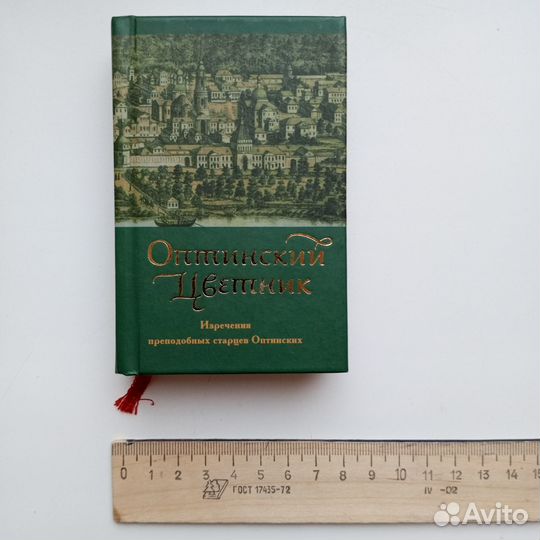 Оптинский
Цветник
Изречения
преподобных старцев Оптинских
0 1 2 3 4 5 6 7 8 9 10 11 12 13 14 15
ГОСТ 17435-72 IV -02
Avito